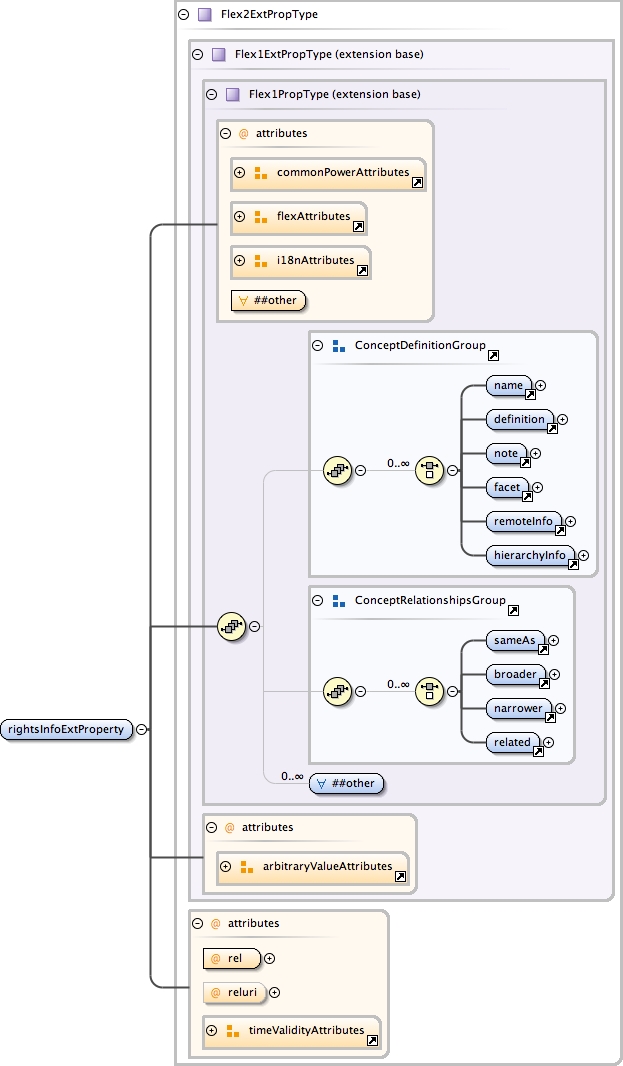 Flex2ExtPropType
Flex1ExtPropType (extension base)
Flex1PropType (extension base)
@ attributes
commonPowerAttributes
flexAttributes
i18nAttributes
∀ ##other
ConceptDefinitionGroup
name
definition
0..∞
note
facet
remoteInfo
hierarchyInfo
ConceptRelationshipsGroup
sameAs
0..∞
broader
narrower
related
rightsInfoExtProperty
0..∞
∀ ##other
@ attributes
arbitraryValueAttributes
@ attributes
@ rel
@ reluri
timeValidityAttributes